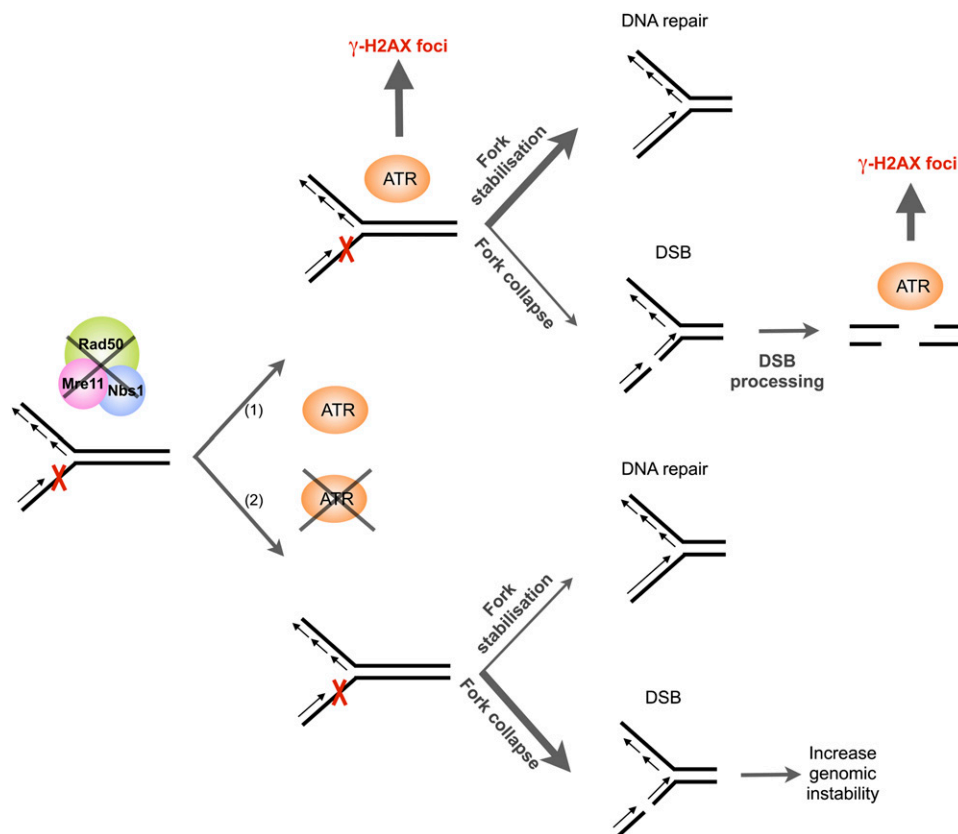 DNA repair
γ-H2AX foci
Fork
stabilisation
ATR
γ-H2AX foci
Fork collapse
DSB
ATR
DSB
processing
Rad50
Mre11
Nbs1
(1)
ATR
(2)
ATR
DNA repair
Fork
stabilisation
Fork collapse
DSB
Increase
genomic
instability